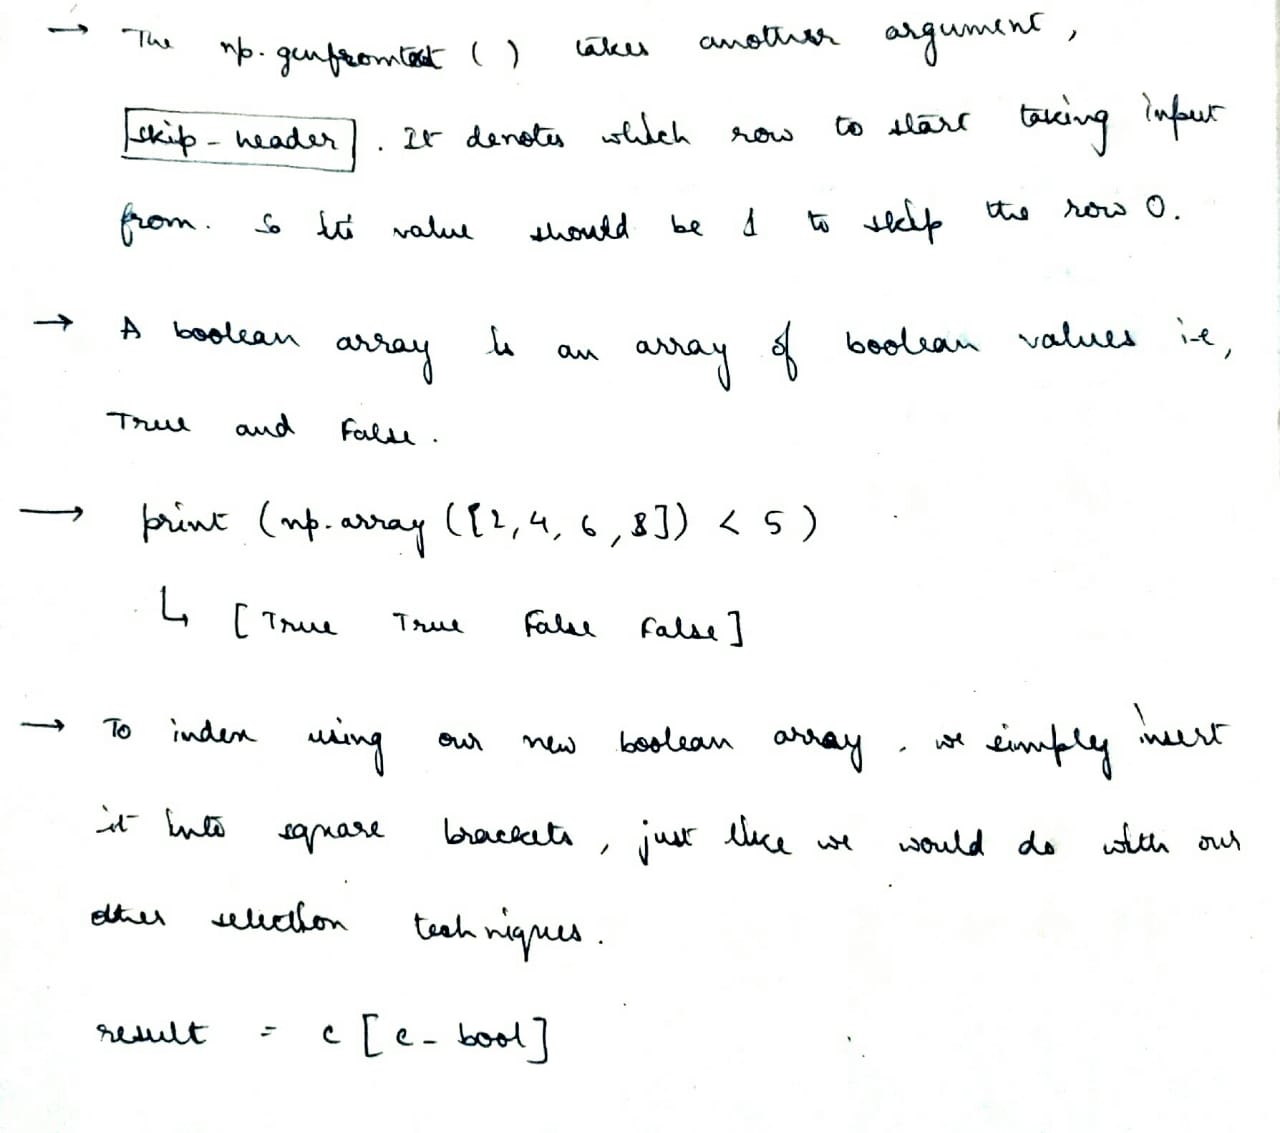 → The np.genfromtxt ( ) takes another argument,
skip_header . It denotes which row to start taking input
from. So its value should be 1 to skip the row 0.
→ A boolean array is an array of boolean values i.e,
True and False.
→ print (np.array ([2, 4, 6, 8]) < 5)
↳ [True True False False]
→ To index using our new boolean array, we simply insert
it into square brackets, just like we would do with our
other selection techniques.
result = c [c_bool]